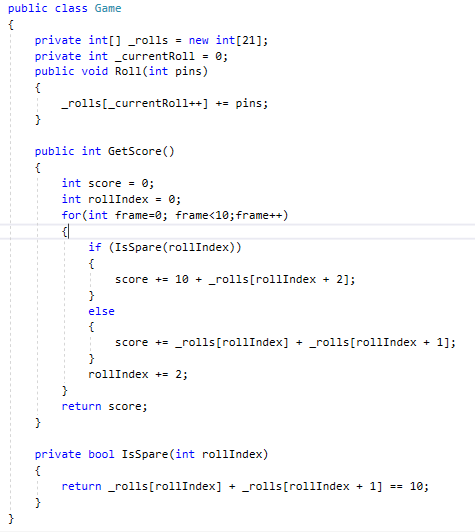 public class Game
{
    private int[] _rolls = new int[21];
    private int _currentRoll = 0;
    public void Roll(int pins)
    {
        _rolls[_currentRoll++] += pins;
    }

    public int GetScore()
    {
        int score = 0;
        int rollIndex = 0;
        for(int frame=0; frame<10;frame++)
        {
            if (IsSpare(rollIndex))
            {
                score += 10 + _rolls[rollIndex + 2];
            }
            else
            {
                score += _rolls[rollIndex] + _rolls[rollIndex + 1];
            }
            rollIndex += 2;
        }
        return score;
    }

    private bool IsSpare(int rollIndex)
    {
        return _rolls[rollIndex] + _rolls[rollIndex + 1] == 10;
    }
}